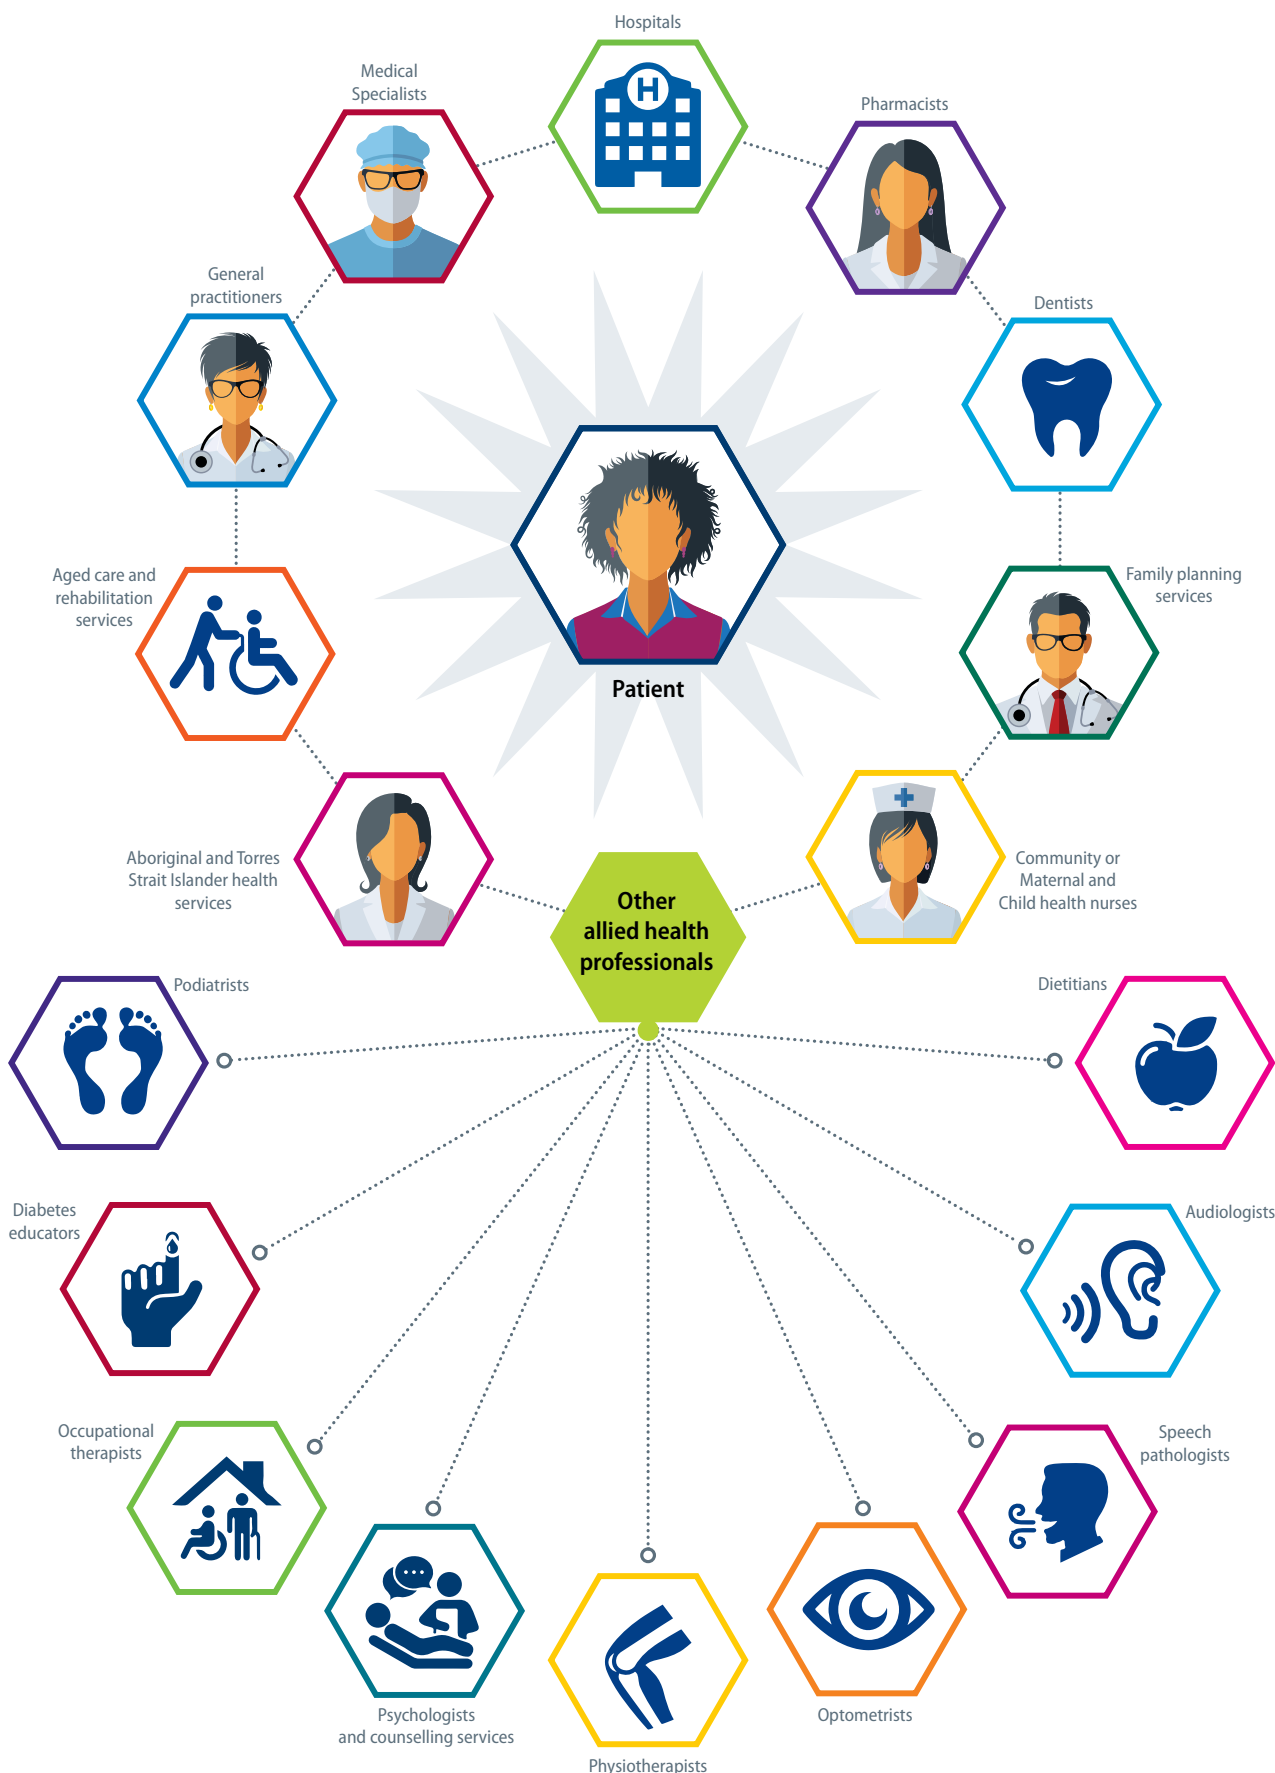 Hospitals
Medical
Specialists
Pharmacists
General
practitioners
Dentists
Aged care and
rehabilitation
services
Family planning
services
Patient
Aboriginal and Torres
Strait Islander health
services
Other
allied health
professionals
Community or
Maternal and
Child health nurses
Podiatrists
Dietitians
Diabetes
educators
Audiologists
Occupational
therapists
Speech
pathologists
Psychologists
and counselling services
Optometrists
Physiotherapists
H